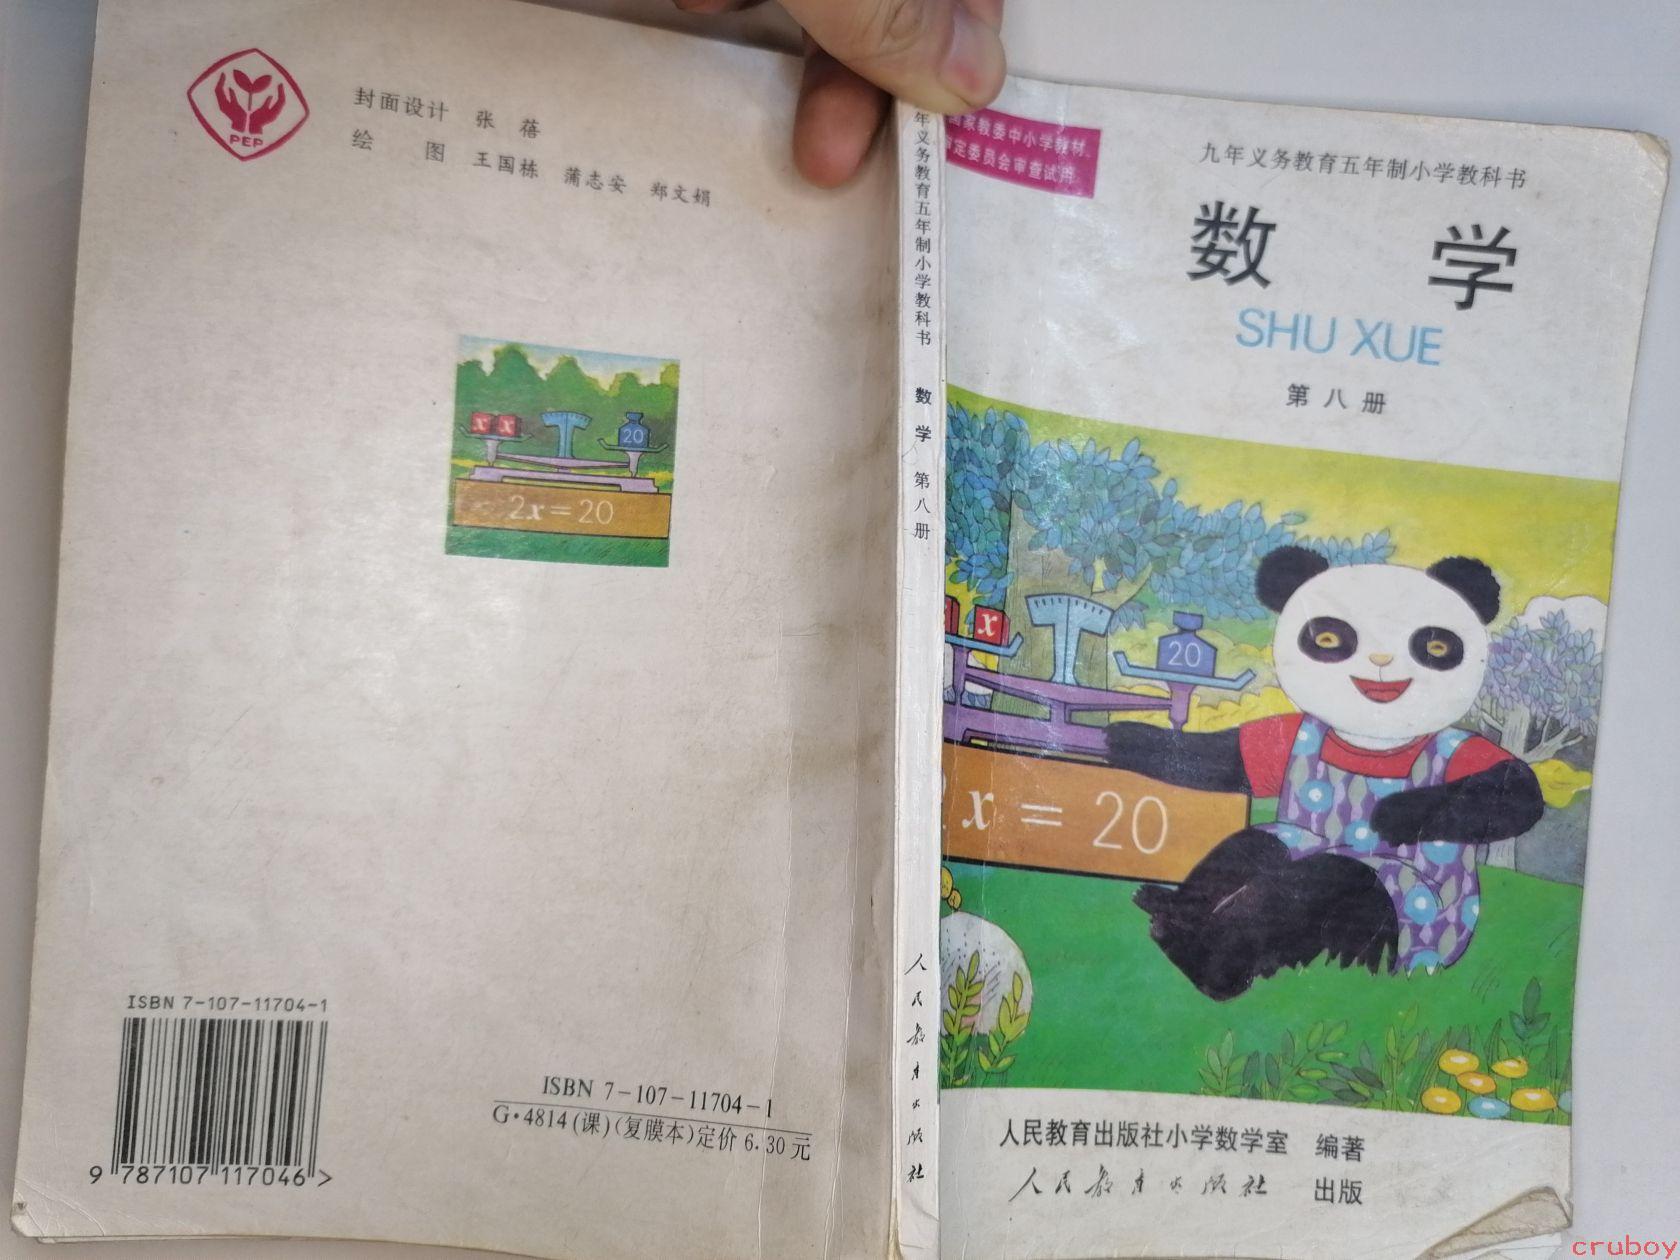 PEP
封面设计 张 蓓
绘 图 王国栋 蒲志安 郑文娟
x x
20
2x=20
ISBN 7-107-11704-1
9 787107 117046 >
ISBN 7-107-11704-1
G·4814(课)(复膜本)定价6.30元
年义务教育五年制小学教科书 数学 第八册
人民教育出版社
国家教委中小学教材
审定委员会审查试用
九年义务教育五年制小学教科书
数 学
SHU XUE
第八册
x
20
2x = 20
人民教育出版社小学数学室 编著
人民教育出版社 出版
cruboy